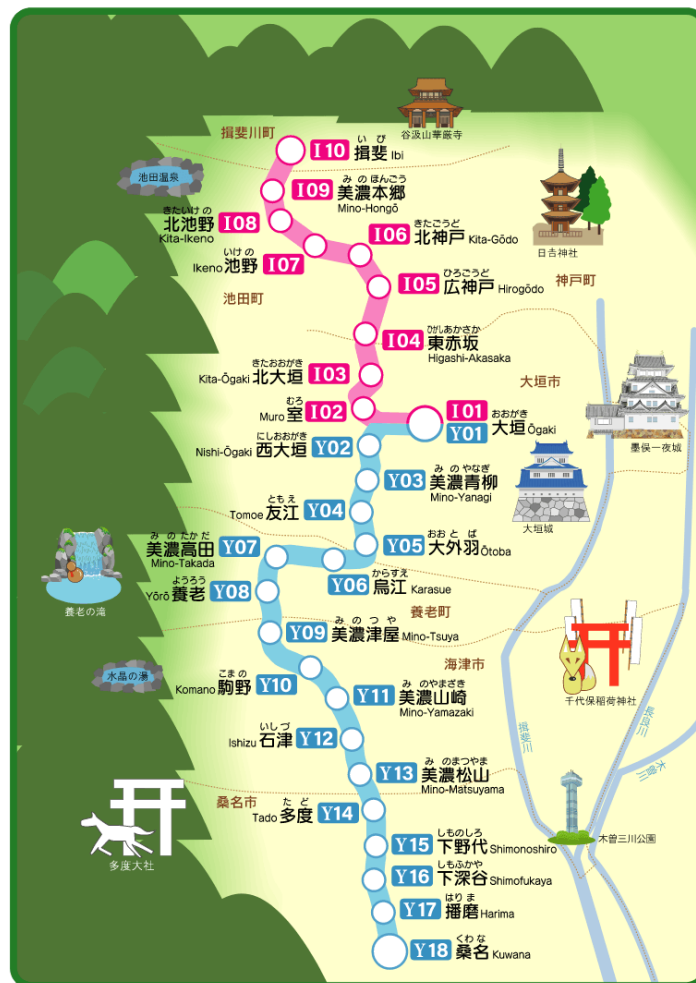 揖斐川町
谷汲山華厳寺
いび
I10 揖斐 Ibi
池田温泉
みのほんごう
I09 美濃本郷
Mino-Hongō
きたいけの
北池野 I08
Kita-Ikeno
きたごうど
I06 北神戸 Kita-Gōdo
日吉神社
いけの
Ikeno 池野 I07
ひろごうど
I05 広神戸 Hirogōdo
神戸町
池田町
ひがしあかさか
I04 東赤坂
Higashi-Akasaka
きたおおがき
Kita-Ōgaki 北大垣 I03
大垣市
むろ
Muro 室 I02
I01
おおがき
Y01 大垣 Ōgaki
墨俣一夜城
にしおおがき
Nishi-Ōgaki 西大垣 Y02
みのやなぎ
Y03 美濃青柳
Mino-Yanagi
大垣城
ともえ
Tomoe 友江 Y04
おおとば
Y05 大外羽 Ōtoba
みのたかだ
美濃高田 Y07
Mino-Takada
からすえ
Y06 烏江 Karasue
ようろう
Yōrō 養老 Y08
養老の滝
養老町
みのつや
Y09 美濃津屋 Mino-Tsuya
海津市
千代保稲荷神社
こまの
Komano 駒野 Y10
水晶の湯
みのやまざき
Y11 美濃山崎
Mino-Yamazaki
揖斐川
長良川
木曽川
いしづ
Ishizu 石津 Y12
みのまつやま
Y13 美濃松山
Mino-Matsuyama
桑名市
たど
Tado 多度 Y14
多度大社
木曽三川公園
しものしろ
Y15 下野代 Shimonoshiro
しもふかや
Y16 下深谷 Shimofukaya
はりま
Y17 播磨 Harima
くわな
Y18 桑名 Kuwana